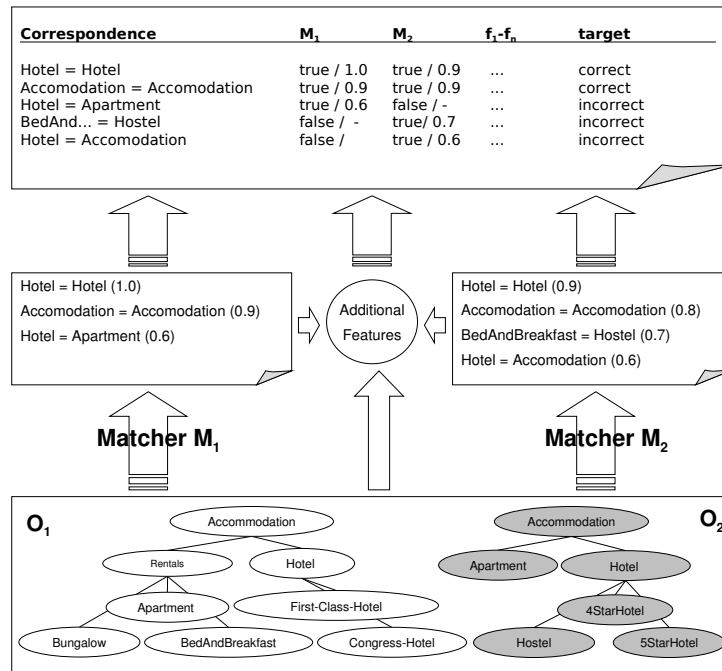 Correspondence M1 M2 f1-fn target
Hotel = Hotel true / 1.0 true / 0.9 ... correct
Accomodation = Accomodation true / 0.9 true / 0.9 ... correct
Hotel = Apartment true / 0.6 false / - ... incorrect
BedAnd... = Hostel false / - true/ 0.7 ... incorrect
Hotel = Accomodation false / true / 0.6 ... incorrect
Hotel = Hotel (1.0)
Accomodation = Accomodation (0.9)
Hotel = Apartment (0.6)
Additional
Features
Hotel = Hotel (0.9)
Accomodation = Accomodation (0.8)
BedAndBreakfast = Hostel (0.7)
Hotel = Accomodation (0.6)
Matcher M1
Matcher M2
O1
Accommodation
Rentals
Hotel
Apartment
First-Class-Hotel
Bungalow
BedAndBreakfast
Congress-Hotel
O2
Accommodation
Apartment
Hotel
4StarHotel
Hostel
5StarHotel